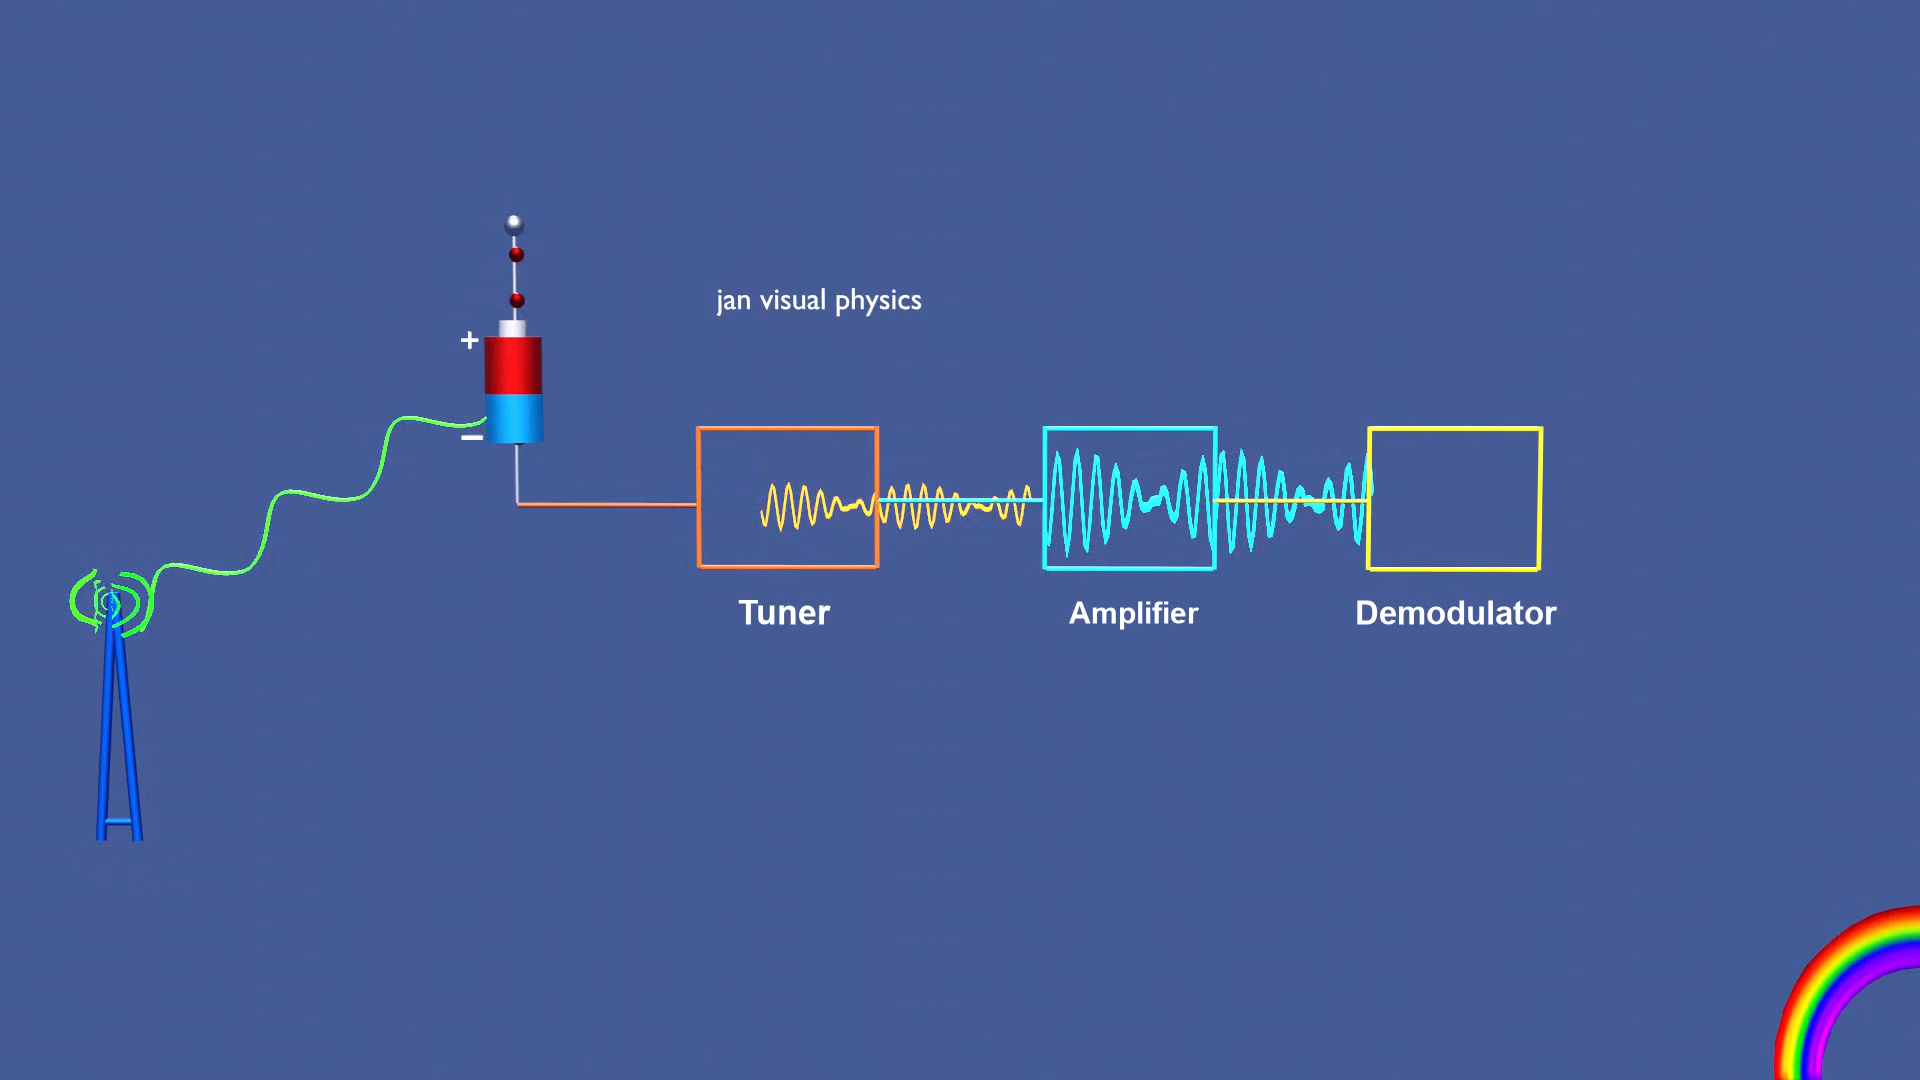 jan visual physics
+
−
Tuner
Amplifier
Demodulator